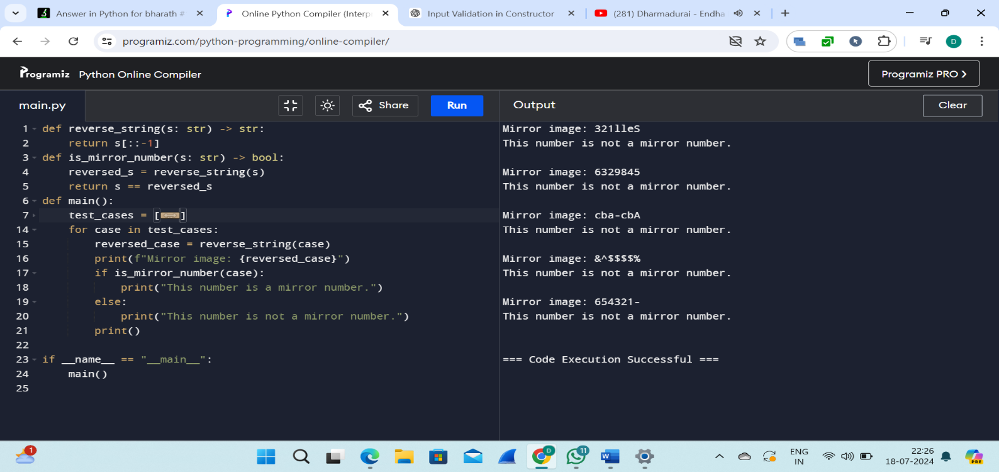 Answer in Python for bharath #
Online Python Compiler (Interp
Input Validation in Constructor
(281) Dharmadurai - Endha
programiz.com/python-programming/online-compiler/
D
Programiz Python Online Compiler
Programiz PRO
main.py
Share
Run
Output
Clear
1 def reverse_string(s: str) -> str:
2     return s[::-1]
3 def is_mirror_number(s: str) -> bool:
4     reversed_s = reverse_string(s)
5     return s == reversed_s
6 def main():
7     test_cases = [<->]
14     for case in test_cases:
15         reversed_case = reverse_string(case)
16         print(f"Mirror image: {reversed_case}")
17         if is_mirror_number(case):
18             print("This number is a mirror number.")
19         else:
20             print("This number is not a mirror number.")
21         print()
22
23 if __name__ == "__main__":
24     main()
25
Mirror image: 321lleS
This number is not a mirror number.
Mirror image: 6329845
This number is not a mirror number.
Mirror image: cba-cbA
This number is not a mirror number.
Mirror image: &^$$$$%
This number is not a mirror number.
Mirror image: 654321-
This number is not a mirror number.
=== Code Execution Successful ===
1
D
11
W
ENG
IN
22:26
18-07-2024
PRE